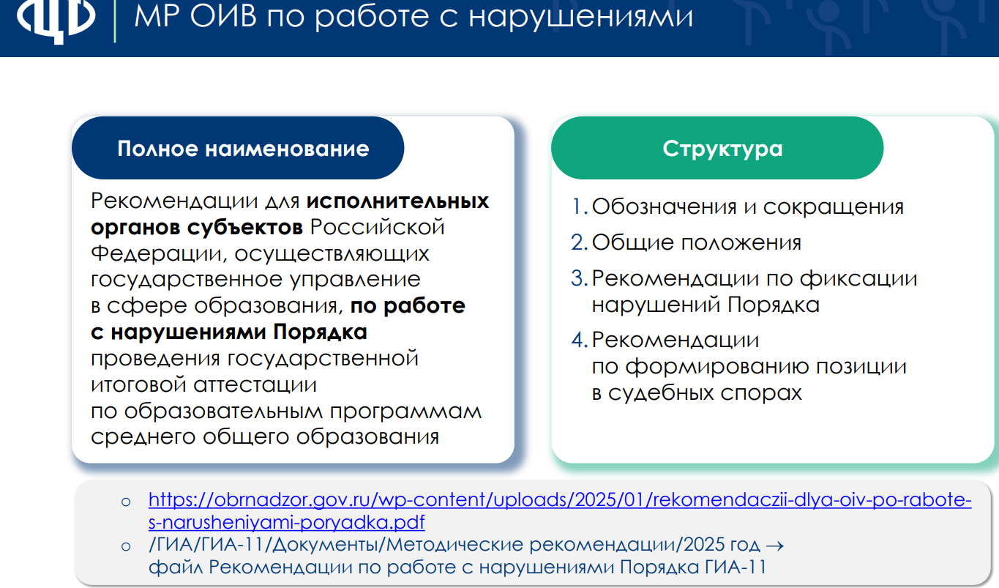 ЦТ
МР ОИВ по работе с нарушениями
Полное наименование
Рекомендации для исполнительных
органов субъектов Российской
Федерации, осуществляющих
государственное управление
в сфере образования, по работе
с нарушениями Порядка
проведения государственной
итоговой аттестации
по образовательным программам
среднего общего образования
Структура
1. Обозначения и сокращения
2. Общие положения
3. Рекомендации по фиксации
нарушений Порядка
4. Рекомендации
по формированию позиции
в судебных спорах
o https://obrnadzor.gov.ru/wp-content/uploads/2025/01/rekomendaczii-dlya-oiv-po-rabote-
s-narusheniyami-poryadka.pdf
o /ГИА/ГИА-11/Документы/Методические рекомендации/2025 год →
файл Рекомендации по работе с нарушениями Порядка ГИА-11